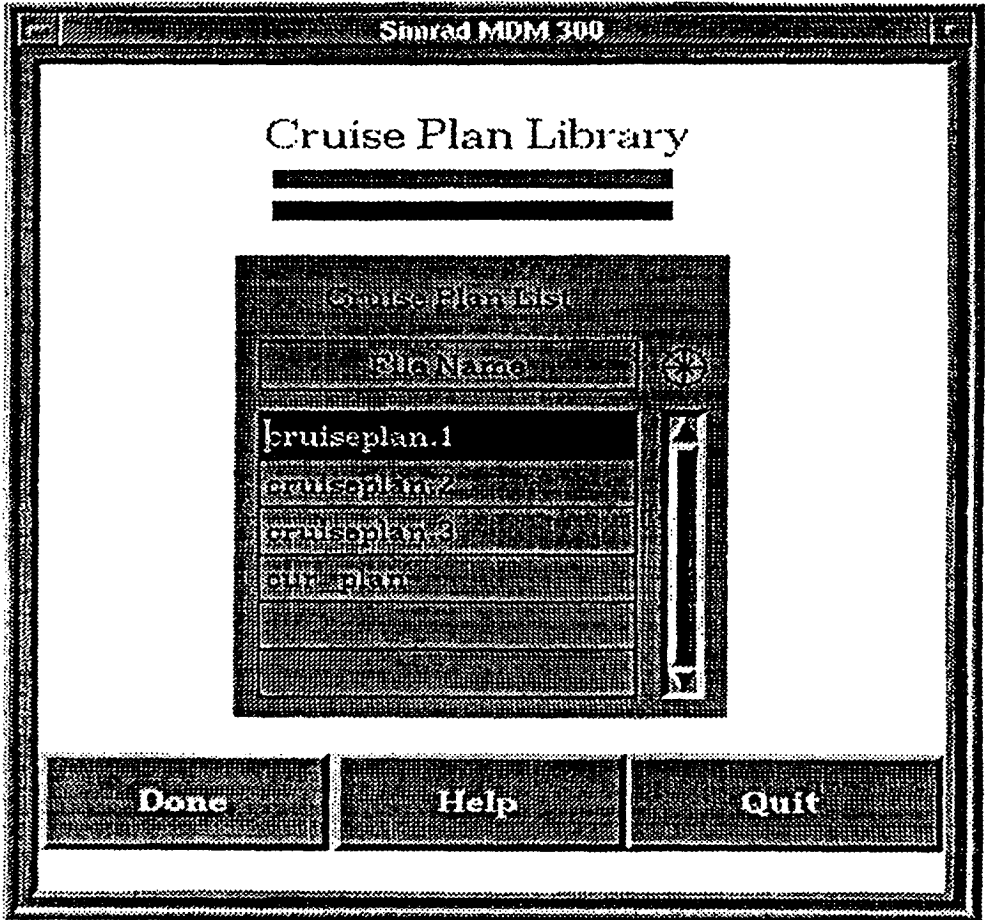 Simrad MDM 300
Cruise Plan Library
Cruise Plan List
File Name
cruiseplan.1
cruiseplan.2
cruiseplan.3
cur_plan
Done Help Quit